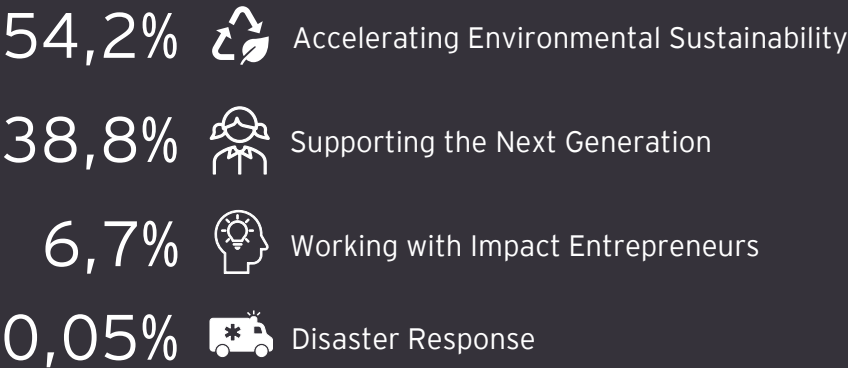 54,2% Accelerating Environmental Sustainability
38,8% Supporting the Next Generation
6,7% Working with Impact Entrepreneurs
0,05% Disaster Response